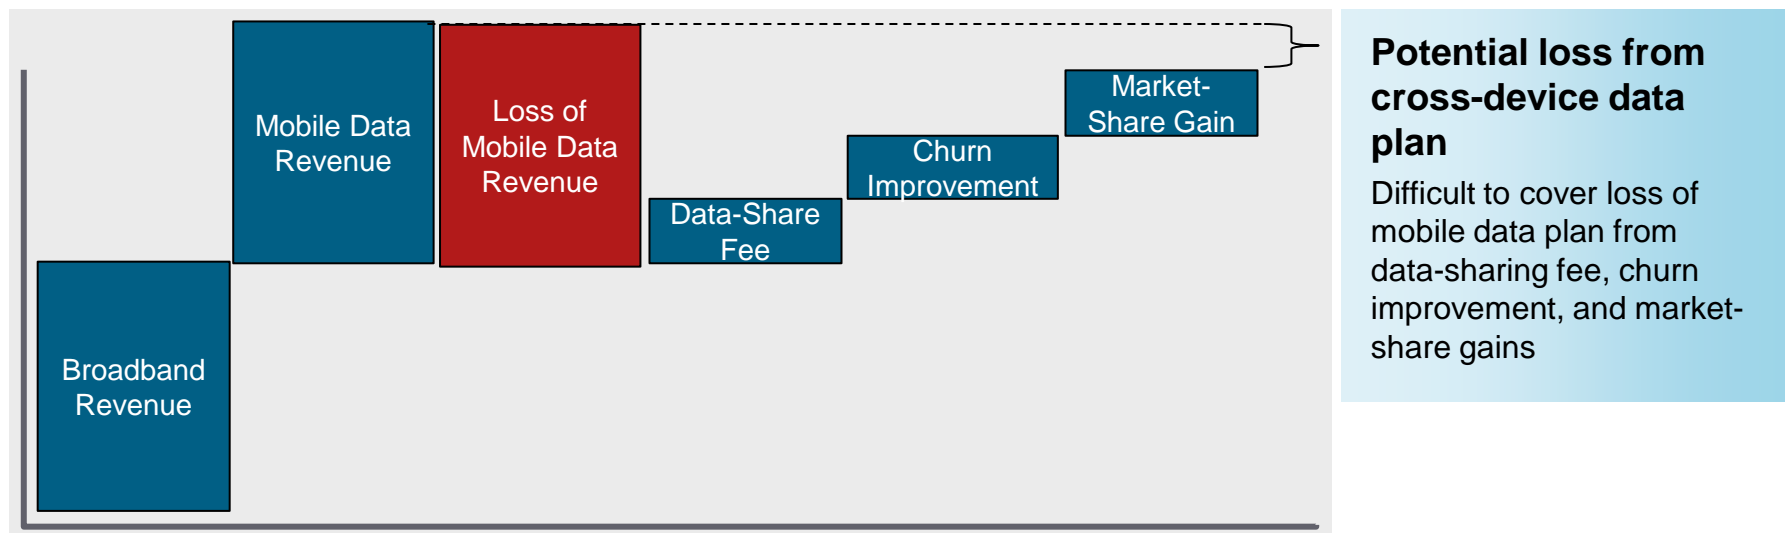 Broadband
Revenue
Mobile Data
Revenue
Loss of
Mobile Data
Revenue
Data-Share
Fee
Churn
Improvement
Market-
Share Gain
Potential loss from
cross-device data
plan
Difficult to cover loss of
mobile data plan from
data-sharing fee, churn
improvement, and market-
share gains